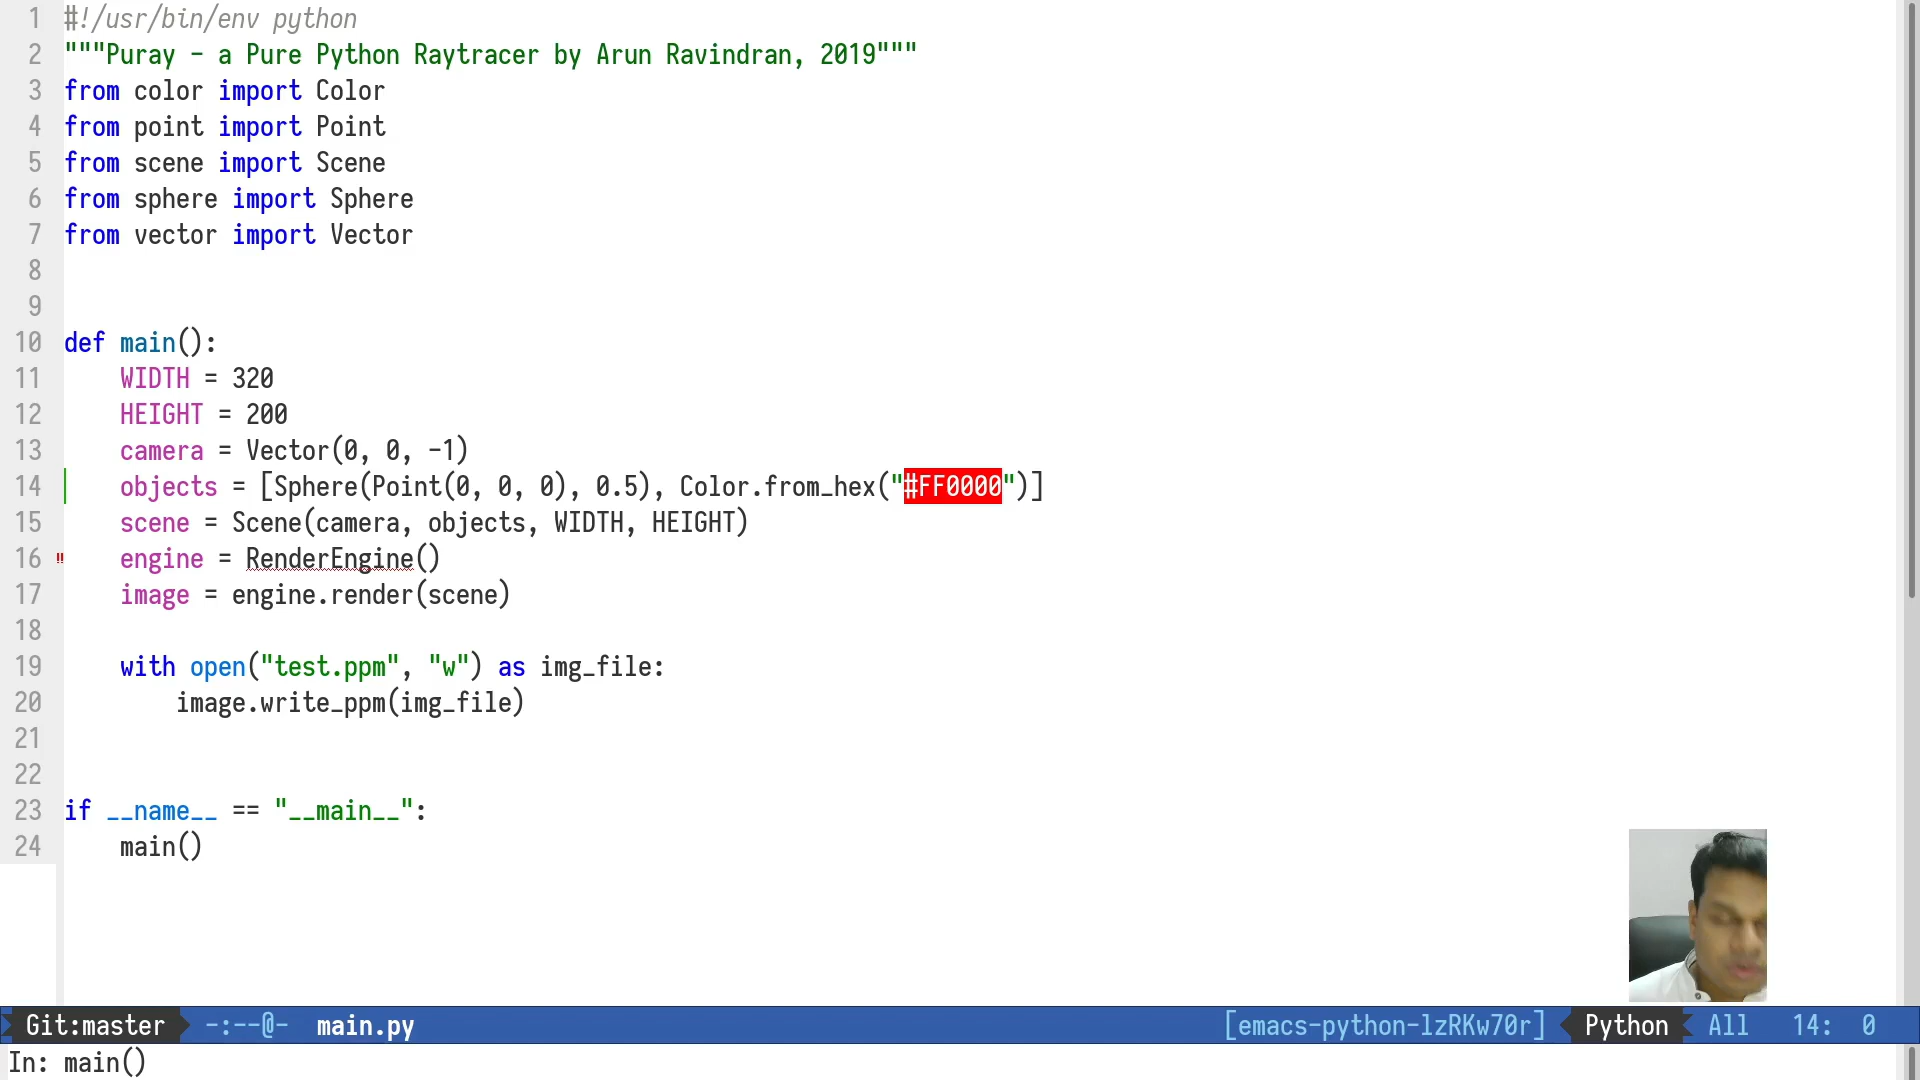 1 #!/usr/bin/env python
2 """Puray - a Pure Python Raytracer by Arun Ravindran, 2019"""
3 from color import Color
4 from point import Point
5 from scene import Scene
6 from sphere import Sphere
7 from vector import Vector
8
9
10 def main():
11     WIDTH = 320
12     HEIGHT = 200
13     camera = Vector(0, 0, -1)
14     objects = [Sphere(Point(0, 0, 0), 0.5), Color.from_hex("#FF0000")]
15     scene = Scene(camera, objects, WIDTH, HEIGHT)
16 !!  engine = RenderEngine()
17     image = engine.render(scene)
18
19     with open("test.ppm", "w") as img_file:
20         image.write_ppm(img_file)
21
22
23 if __name__ == "__main__":
24     main()
Git:master -:--@- main.py [emacs-python-lzRKw70r] Python All 14: 0
In: main()